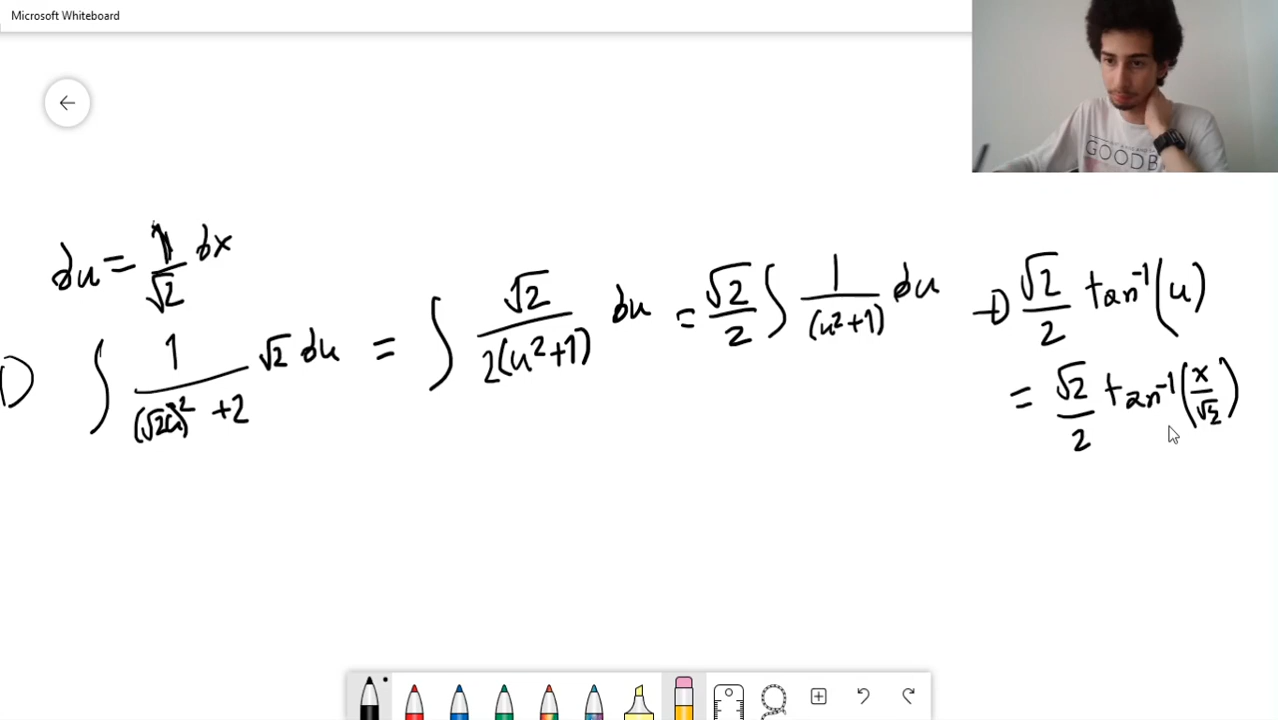 Microsoft Whiteboard
GOODB
du = 1/√2 dx
∫ 1/((√2u)² + 2) √2 du = ∫ √2/(2(u²+1)) du = √2/2 ∫ 1/(u²+1) du → √2/2 tan⁻¹(u)
= √2/2 tan⁻¹(x/√2)